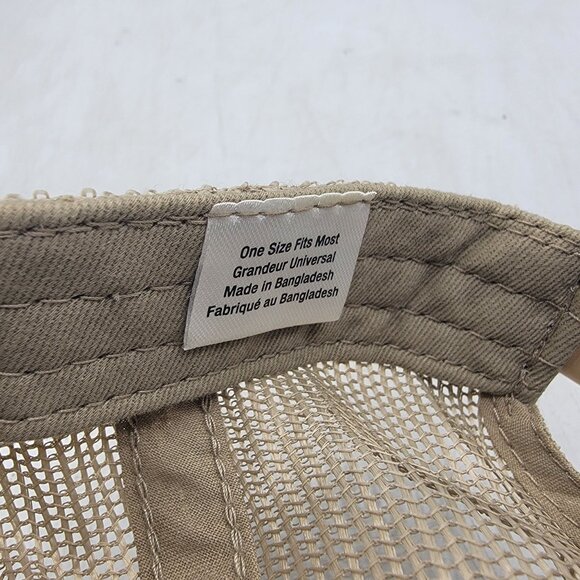 One Size Fits Most
Grandeur Universal
Made in Bangladesh
Fabriqué au Bangladesh